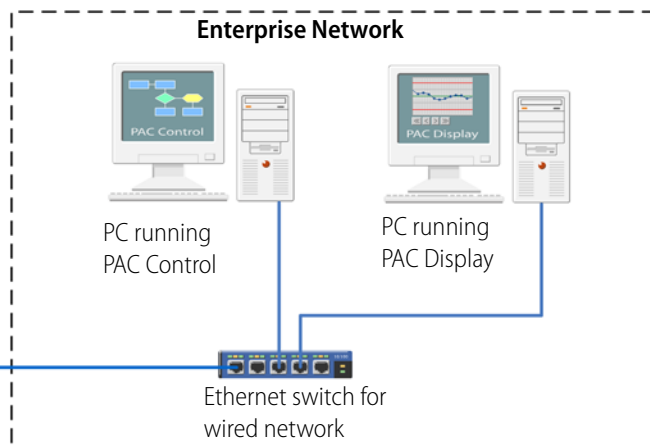 Enterprise Network
PAC Control
PAC Display
PC running
PAC Control
PC running
PAC Display
Ethernet switch for
wired network